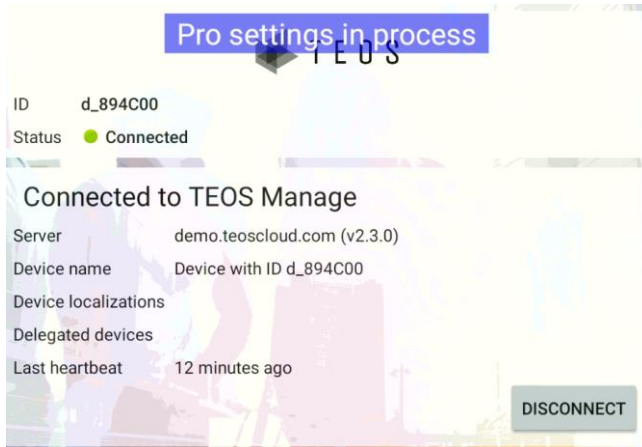 Pro settings in process
TEOS
ID d_894C00
Status Connected
Connected to TEOS Manage
Server demo.teoscloud.com (v2.3.0)
Device name Device with ID d_894C00
Device localizations
Delegated devices
Last heartbeat 12 minutes ago
DISCONNECT